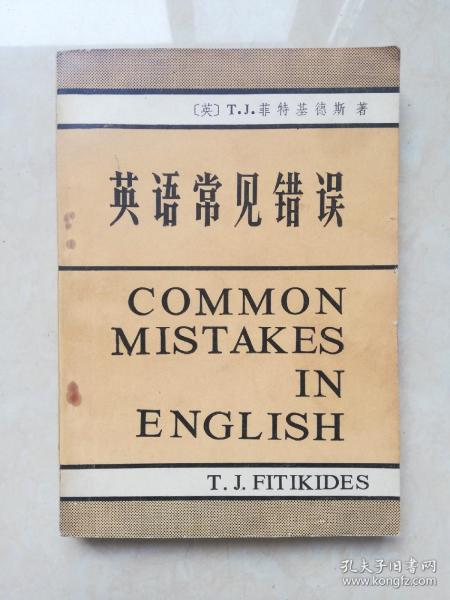 〔英〕T.J.菲特基德斯 著
英语常见错误
COMMON
MISTAKES
IN
ENGLISH
T. J. FITIKIDES
孔夫子旧书网
www.kongfz.com